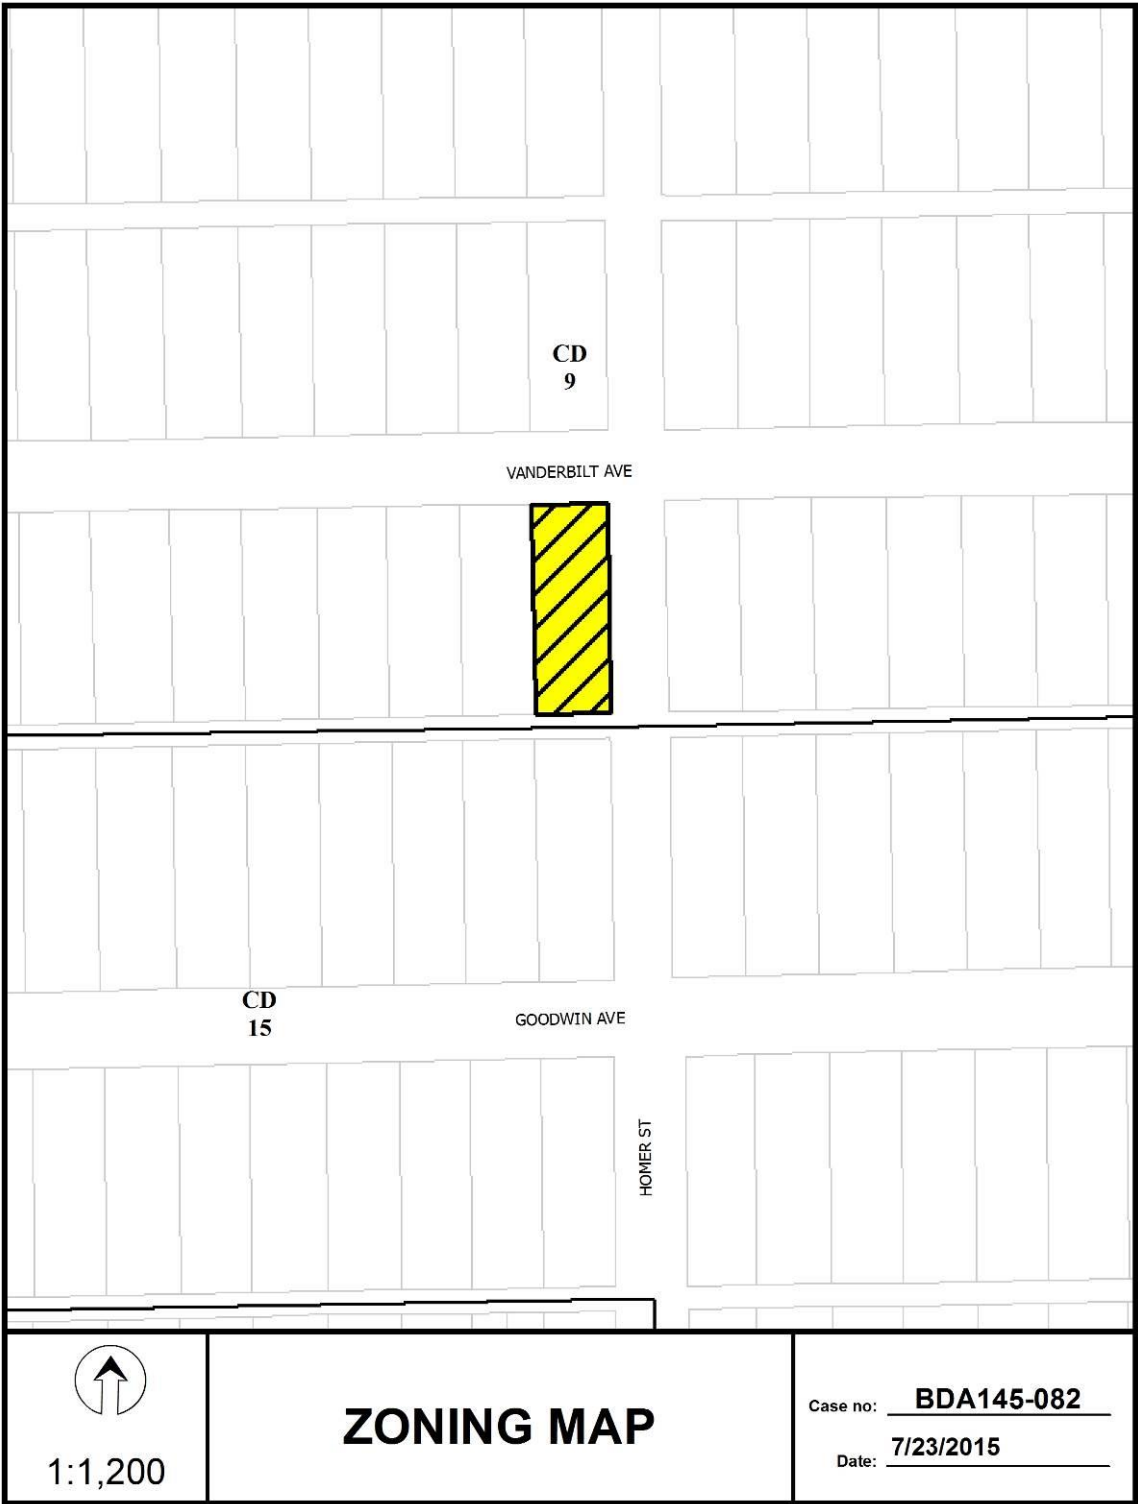 CD
9
VANDERBILT AVE
CD
15
GOODWIN AVE
HOMER ST
1:1,200
ZONING MAP
Case no: BDA145-082
Date: 7/23/2015